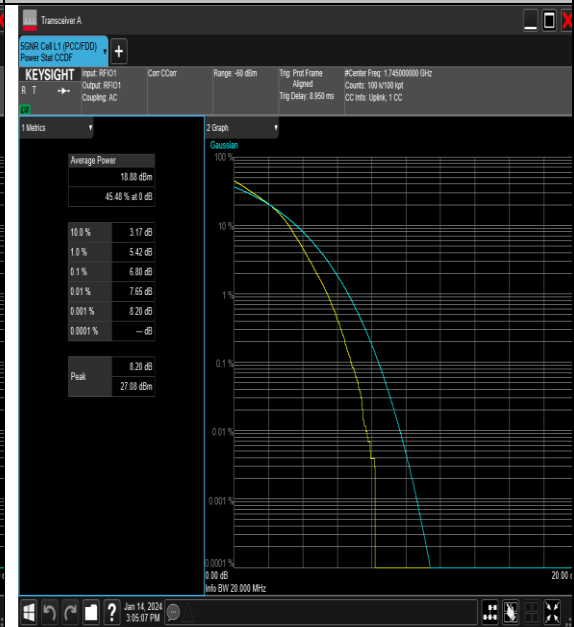 Transceiver A
5GNR Cell L1 (PCC/FDD)
Power Stat CCDF
+
KEYSIGHT
R T
LV
Input: RFIO1
Output: RFIO1
Coupling: AC
Corr CCorr
Range: -60 dBm
Trig: Prot Frame
Aligned
Trig Delay: 8.950 ms
#Center Freq: 1.745000000 GHz
Counts: 100 k/100 kpt
CC Info: Uplink, 1 CC
1 Metrics
Average Power
18.88 dBm
45.48 % at 0 dB
10.0 % 3.17 dB
1.0 % 5.42 dB
0.1 % 6.80 dB
0.01 % 7.65 dB
0.001 % 8.20 dB
0.0001 % --- dB
Peak
8.20 dB
27.08 dBm
2 Graph
Gaussian
100 %
10 %
1 %
0.1 %
0.01 %
0.001 %
0.0001 %
0.00 dB 20.00
Info BW 20.000 MHz
?
Jan 14, 2024
3:05:07 PM